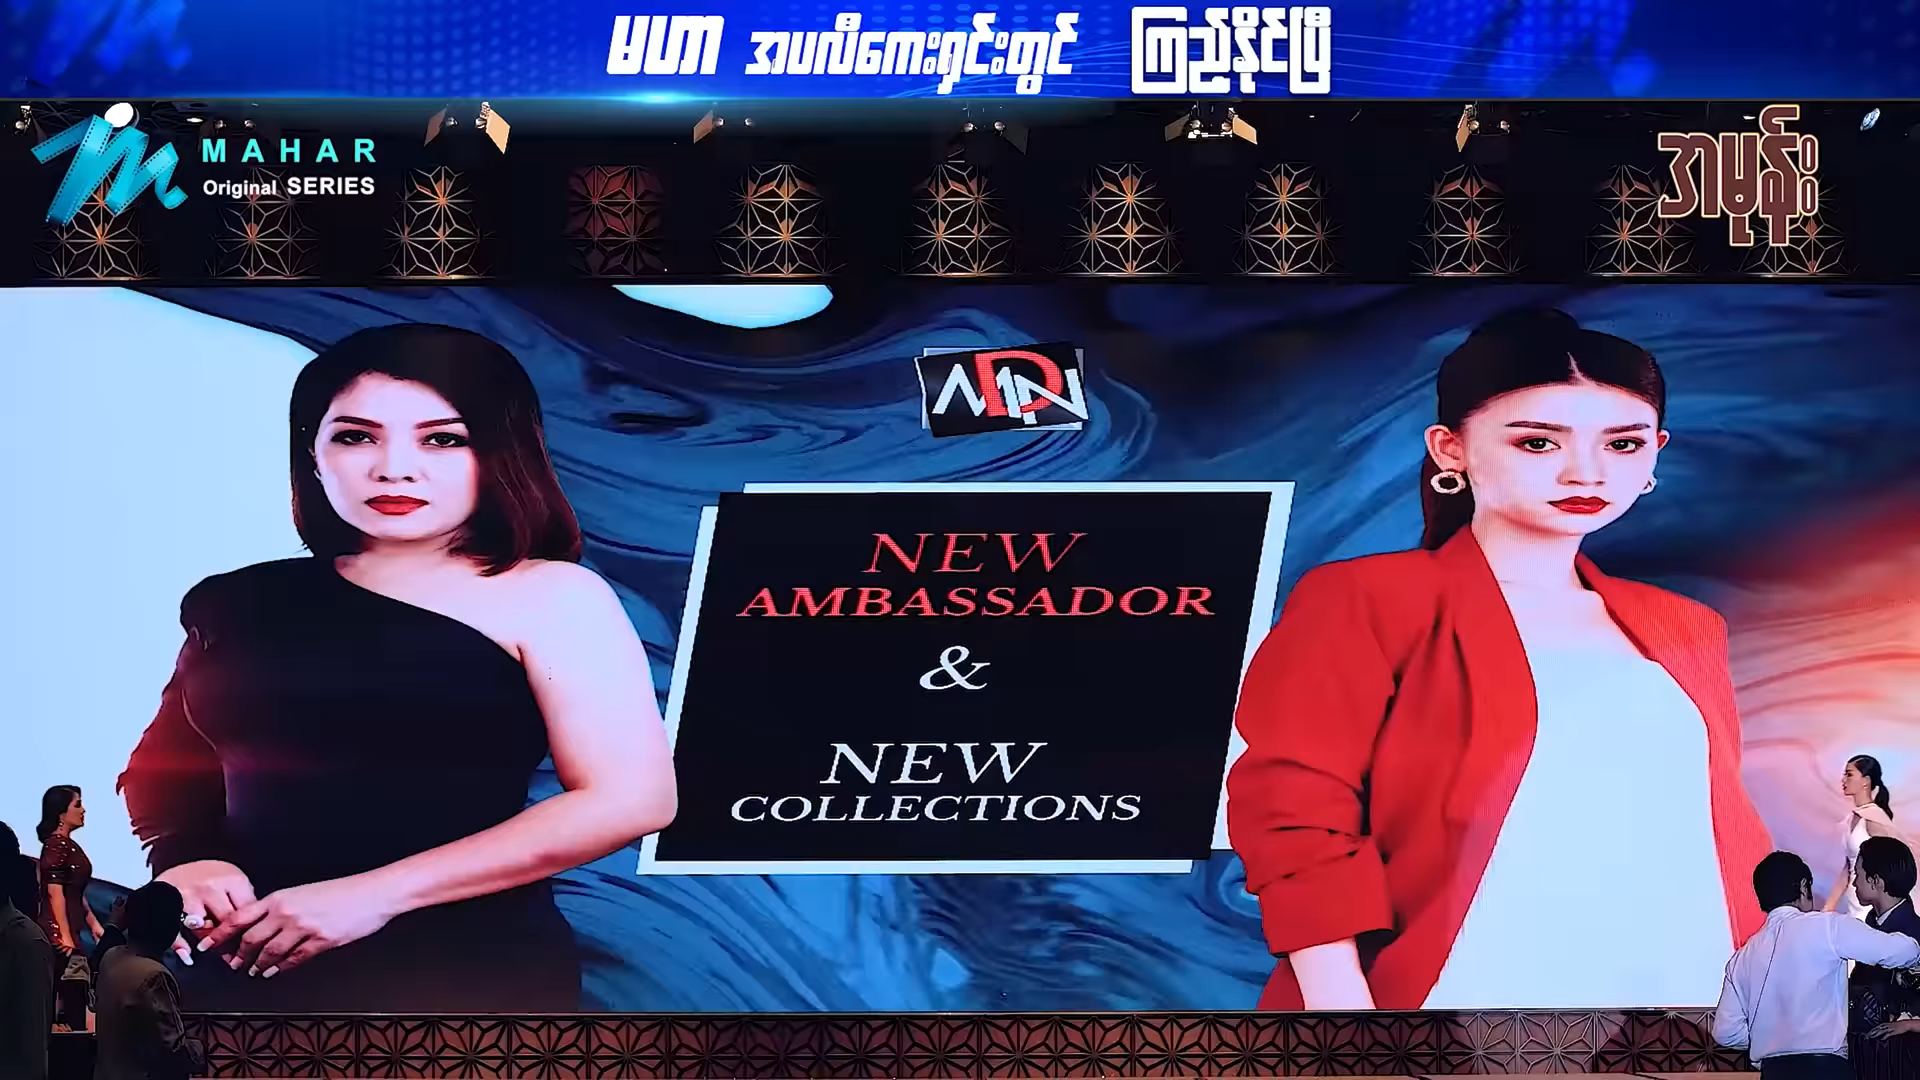 မဟာ အပလီကေးရှင်းတွင် ကြည့်နိုင်ပြီ
MAHAR
Original SERIES
အာမုန်း
NEW
AMBASSADOR
&
NEW
COLLECTIONS